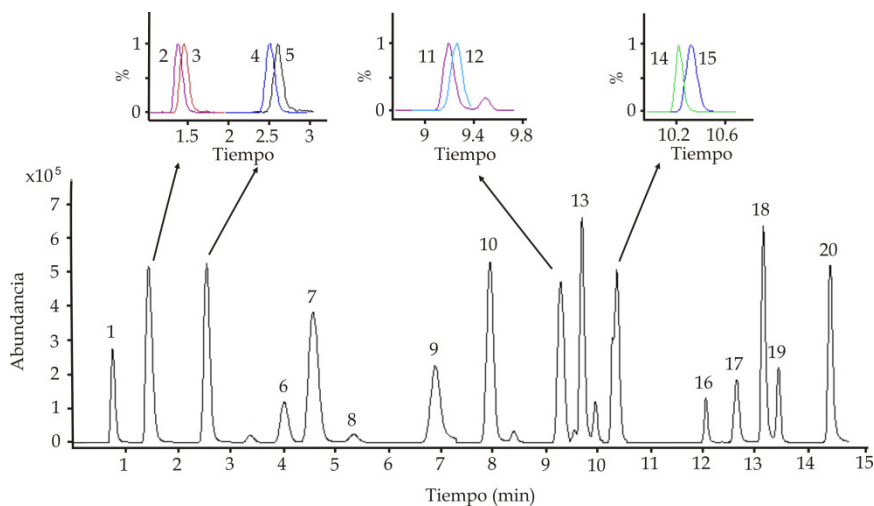 1 2 3 4 5
%
0
1.5 2 2.5 3
Tiempo
1 11 12
%
0
9 9.4 9.8
Tiempo
1 14 15
%
0
10.2 10.6
Tiempo
x10⁵
7
6
5
4
3
2
1
0
Abundancia
1 6 7 8 9 10 13 16 17 18 19 20
1 2 3 4 5 6 7 8 9 10 11 12 13 14 15
Tiempo (min)